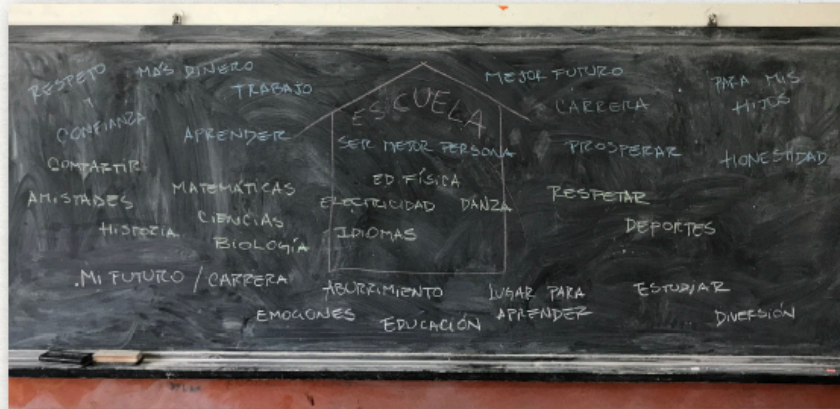 RESPETO
Y
CONFIANZA
MÁS DINERO
TRABAJO
APRENDER
COMPARTIR
AMISTADES
MATEMÁTICAS
CIENCIAS
HISTORIA
BIOLOGÍA
MI FUTURO / CARRERA
ESCUELA
SER MEJOR PERSONA
ED FÍSICA
ELECTRICIDAD DANZA
IDIOMAS
MEJOR FUTURO
CARRERA
PARA MIS
HIJOS
PROSPERAR
HONESTIDAD
RESPETAR
DEPORTES
ABURRIMIENTO
EMOCIONES
EDUCACIÓN
LUGAR PARA
APRENDER
ESTUDIAR
DIVERSIÓN